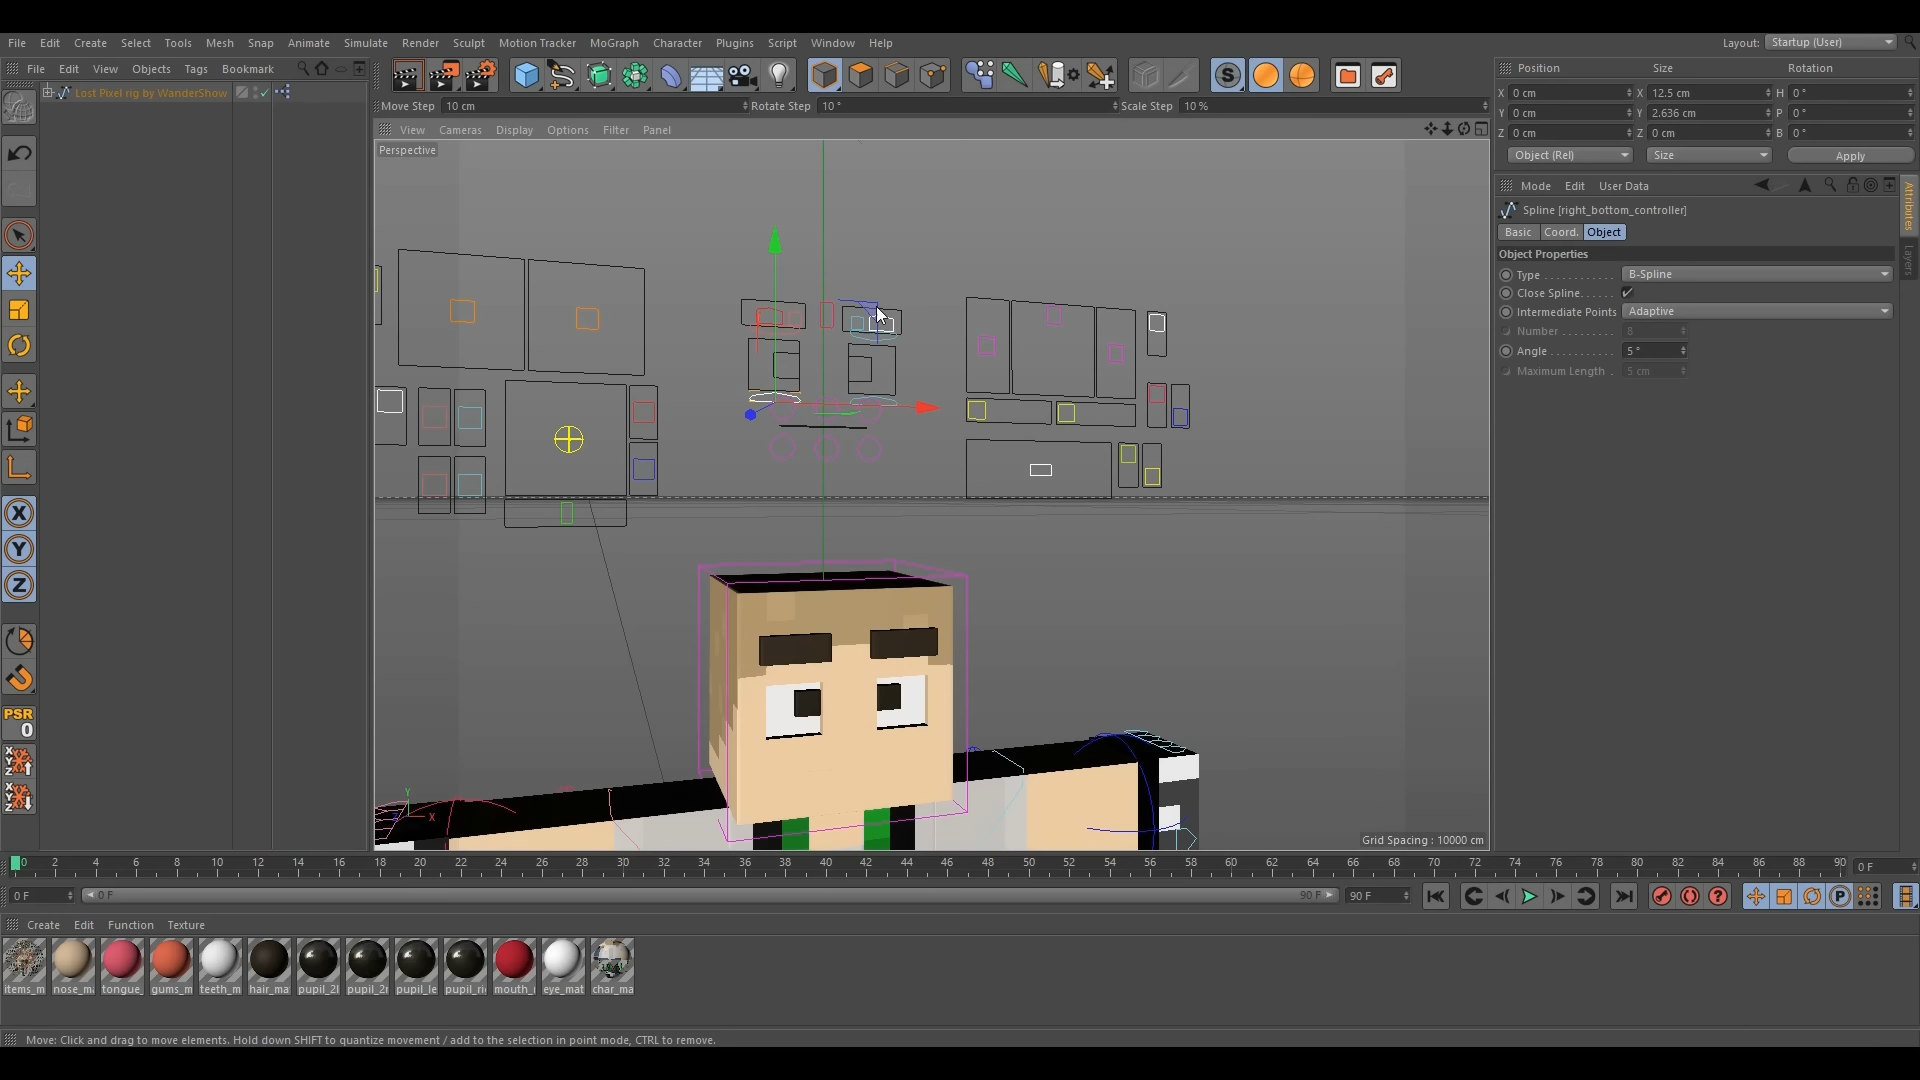 File Edit Create Select Tools Mesh Snap Animate Simulate Render Sculpt Motion Tracker MoGraph Character Plugins Script Window Help Layout: Startup (User)
File Edit View Objects Tags Bookmark
Lost Pixel rig by WanderShow
Move Step 10 cm Rotate Step 10 ° Scale Step 10 %
View Cameras Display Options Filter Panel
Perspective
Position Size Rotation
X 0 cm X 12.5 cm H 0 °
Y 0 cm Y 2.636 cm P 0 °
Z 0 cm Z 0 cm B 0 °
Object (Rel) Size Apply
Mode Edit User Data
Spline [right_bottom_controller]
Basic Coord. Object
Object Properties
Type . . . . . . . . . . . B-Spline
Close Spline. . . . . .
Intermediate Points Adaptive
Number . . . . . . . . . 8
Angle . . . . . . . . . . . 5 °
Maximum Length . 5 cm
Attributes
Layers
X
Y
Z
PSR
0
Y
X
Grid Spacing : 10000 cm
0 2 4 6 8 10 12 14 16 18 20 22 24 26 28 30 32 34 36 38 40 42 44 46 48 50 52 54 56 58 60 62 64 66 68 70 72 74 76 78 80 82 84 86 88 90 0 F
0 F 0 F 90 F 90 F
Create Edit Function Texture
items_m nose_m tongue_ gums_m teeth_m hair_ma pupil_2l pupil_2r pupil_le pupil_ri mouth_ eye_mat char_ma
Move: Click and drag to move elements. Hold down SHIFT to quantize movement / add to the selection in point mode, CTRL to remove.